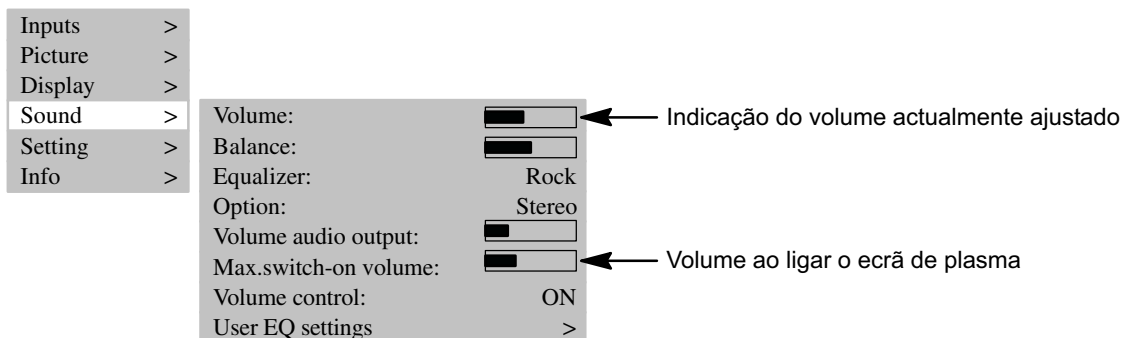 Inputs >
Picture >
Display >
Sound >
Setting >
Info >
Volume:
Indicação do volume actualmente ajustado
Balance:
Equalizer: Rock
Option: Stereo
Volume audio output:
Max.switch-on volume:
Volume ao ligar o ecrã de plasma
Volume control: ON
User EQ settings >